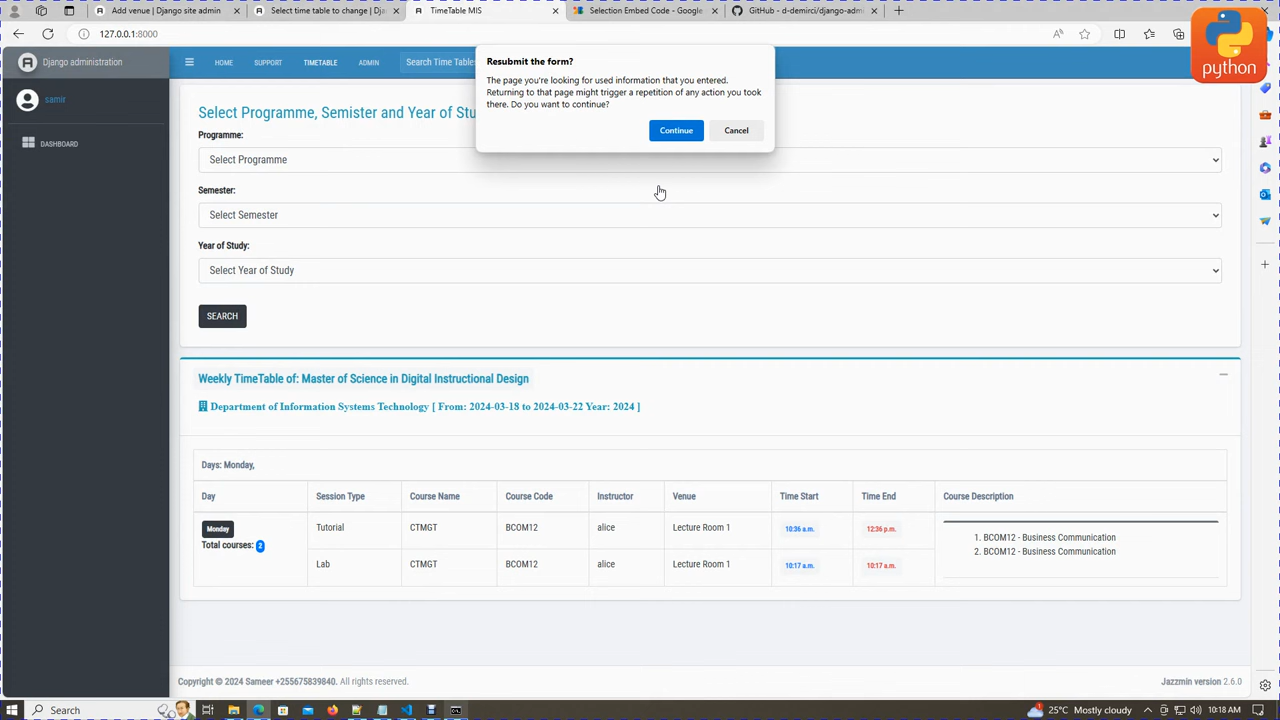 Add venue | Django site admin
Select time table to change | Dj
TimeTable MIS
Selection Embed Code - Google
GitHub - d-demirci/django-adm
127.0.0.1:8000
python
Django administration
HOME
SUPPORT
TIMETABLE
ADMIN
Search Time Table
samir
DASHBOARD
Resubmit the form?
The page you're looking for used information that you entered.
Returning to that page might trigger a repetition of any action you took
there. Do you want to continue?
Continue
Cancel
Select Programme, Semister and Year of Stu
Programme:
Select Programme
Semester:
Select Semester
Year of Study:
Select Year of Study
SEARCH
Weekly TimeTable of: Master of Science in Digital Instructional Design
Department of Information Systems Technology [ From: 2024-03-18 to 2024-03-22 Year: 2024 ]
Days: Monday,
Day Session Type Course Name Course Code Instructor Venue Time Start Time End Course Description
Monday
Total courses: 2
Tutorial CTMGT BCOM12 alice Lecture Room 1 10:36 a.m. 12:36 p.m.
Lab CTMGT BCOM12 alice Lecture Room 1 10:17 a.m. 10:17 a.m.
1. BCOM12 - Business Communication
2. BCOM12 - Business Communication
Copyright © 2024 Sameer +255675839840. All rights reserved.
Jazzmin version 2.6.0
Search
25°C Mostly cloudy
10:18 AM